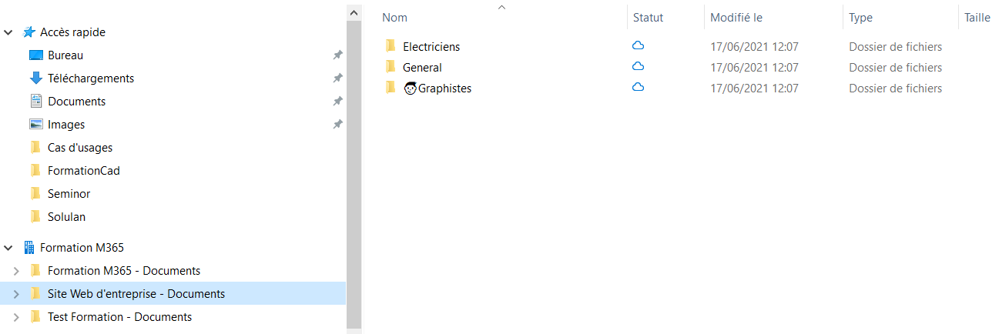 Accès rapide
Bureau
Téléchargements
Documents
Images
Cas d'usages
FormationCad
Seminor
Solulan
Formation M365
Formation M365 - Documents
Site Web d'entreprise - Documents
Test Formation - Documents
Nom Statut Modifié le Type Taille
Electriciens 17/06/2021 12:07 Dossier de fichiers
General 17/06/2021 12:07 Dossier de fichiers
Graphistes 17/06/2021 12:07 Dossier de fichiers